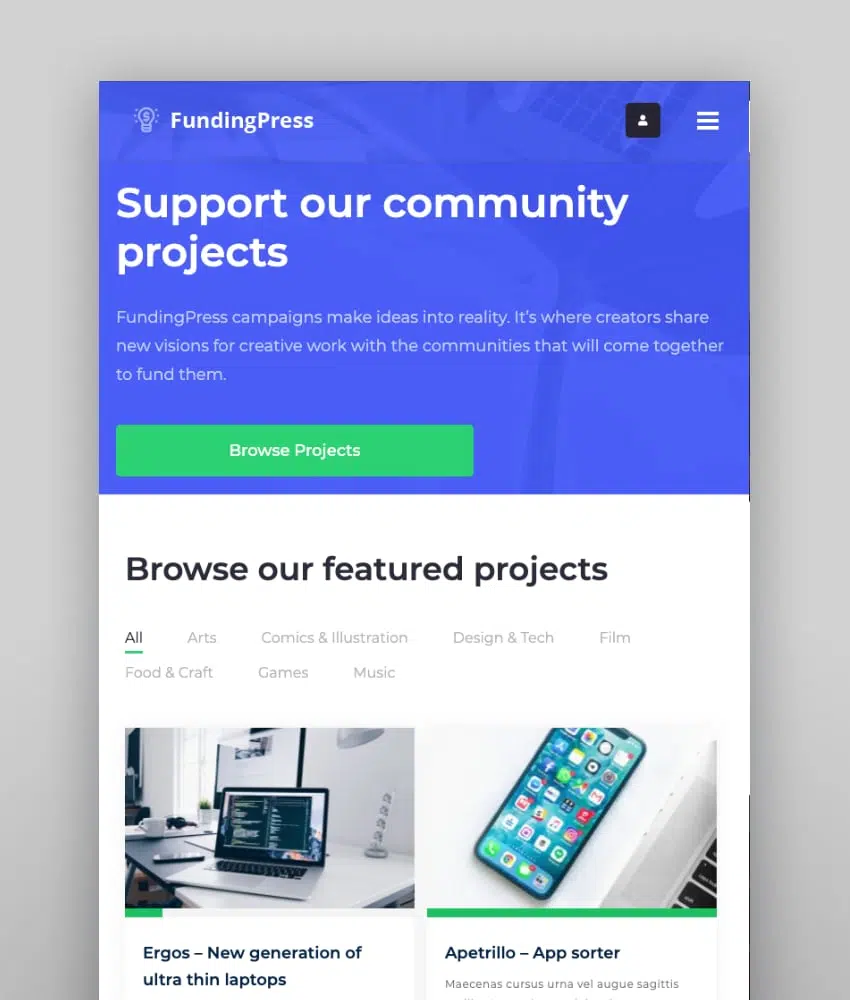 FundingPress
Support our community
projects
FundingPress campaigns make ideas into reality. It's where creators share
new visions for creative work with the communities that will come together
to fund them.
Browse Projects
Browse our featured projects
All Arts Comics & Illustration Design & Tech Film
Food & Craft Games Music
Ergos – New generation of
ultra thin laptops
Apetrillo – App sorter
Maecenas cursus urna vel augue sagittis